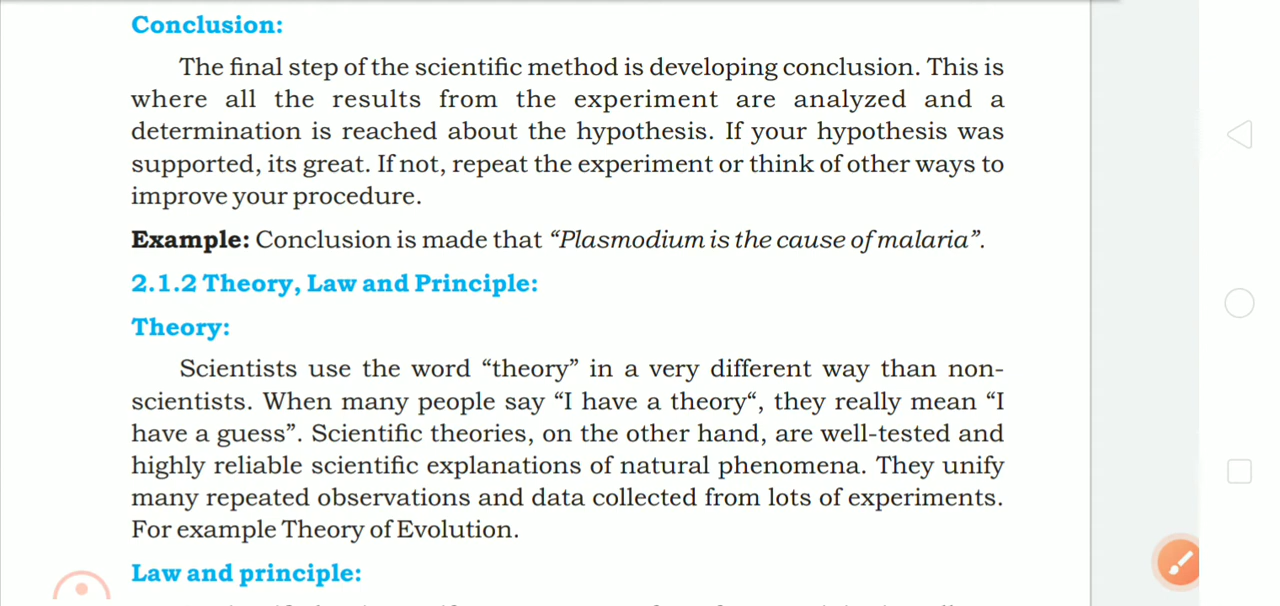 Conclusion:
The final step of the scientific method is developing conclusion. This is
where all the results from the experiment are analyzed and a
determination is reached about the hypothesis. If your hypothesis was
supported, its great. If not, repeat the experiment or think of other ways to
improve your procedure.
Example: Conclusion is made that “Plasmodium is the cause of malaria”.
2.1.2 Theory, Law and Principle:
Theory:
Scientists use the word “theory” in a very different way than non-
scientists. When many people say “I have a theory“, they really mean “I
have a guess”. Scientific theories, on the other hand, are well-tested and
highly reliable scientific explanations of natural phenomena. They unify
many repeated observations and data collected from lots of experiments.
For example Theory of Evolution.
Law and principle: